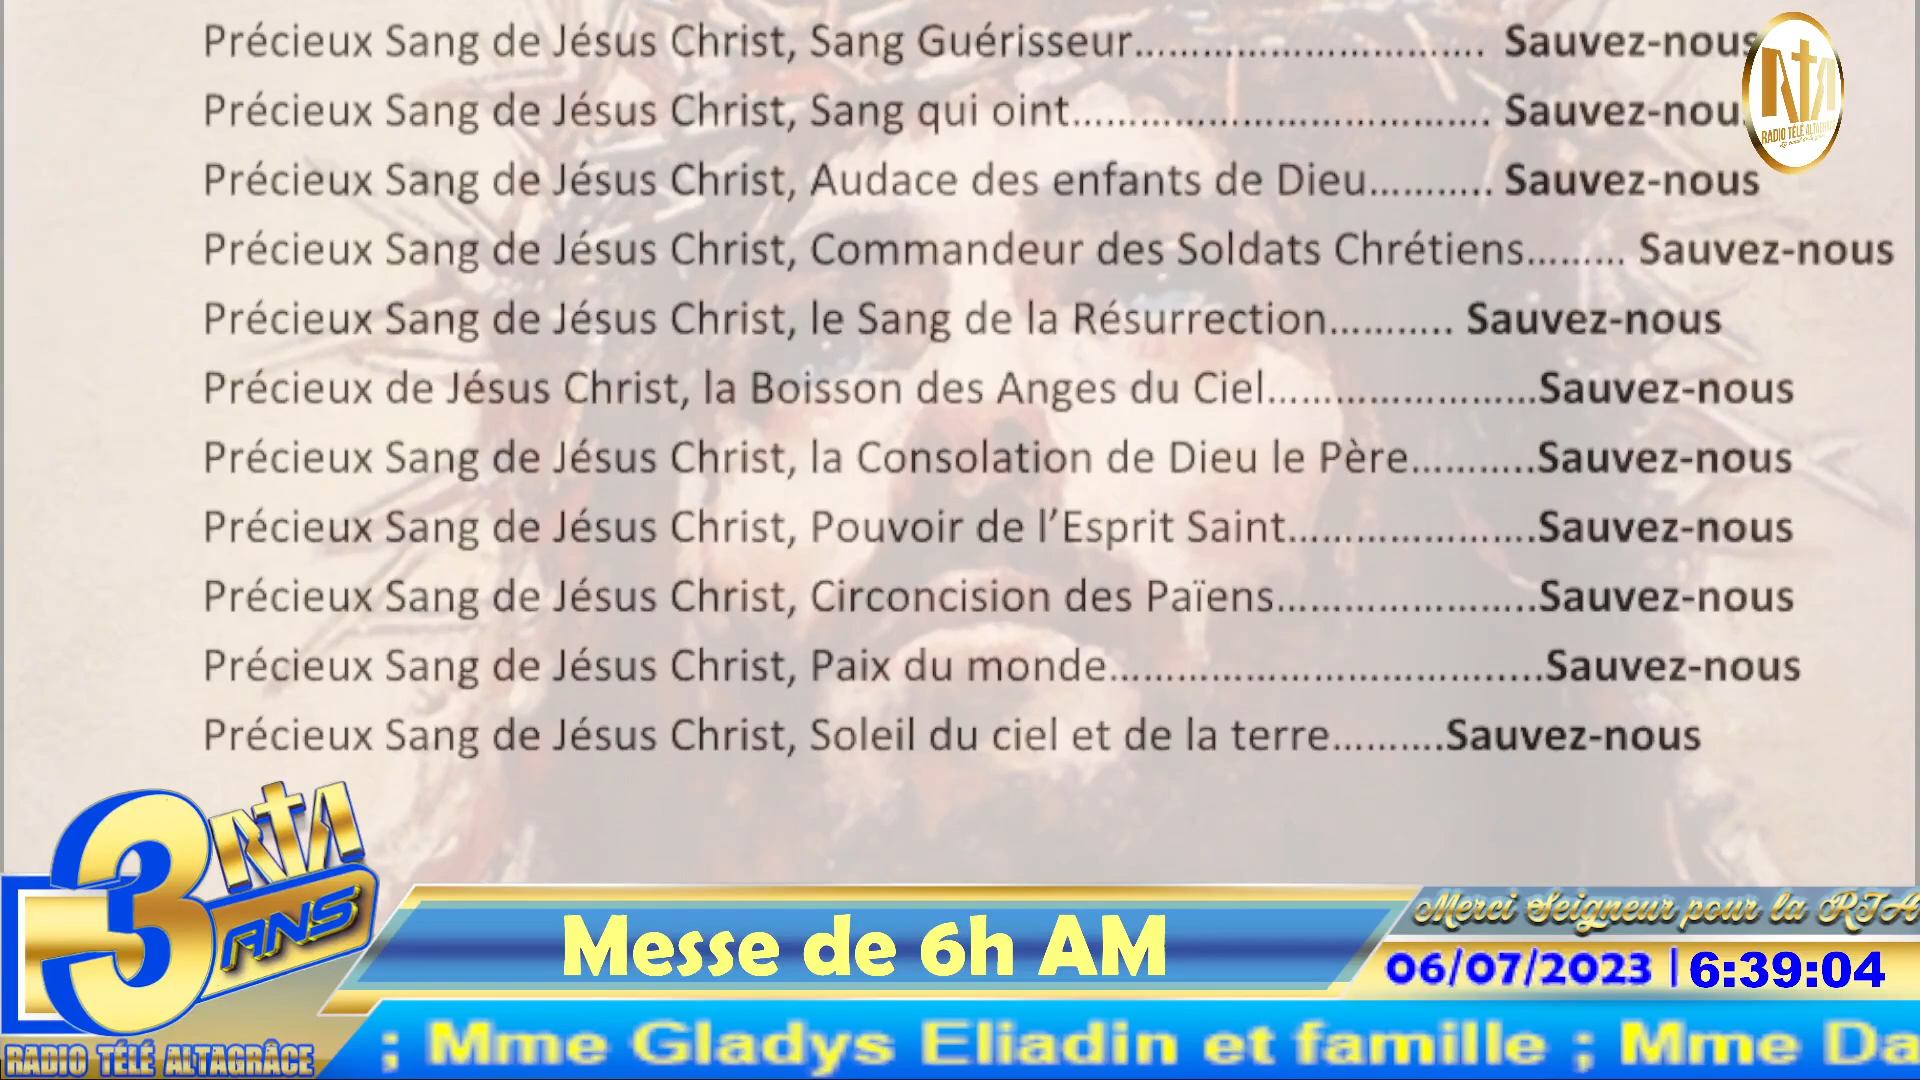 Précieux Sang de Jésus Christ, Sang Guérisseur................................ Sauvez-nous
Précieux Sang de Jésus Christ, Sang qui oint...................................... Sauvez-nou
RTA
RADIO TÉLÉ ALTAGRÂCE
Précieux Sang de Jésus Christ, Audace des enfants de Dieu........... Sauvez-nous
Précieux Sang de Jésus Christ, Commandeur des Soldats Chrétiens......... Sauvez-nous
Précieux Sang de Jésus Christ, le Sang de la Résurrection........... Sauvez-nous
Précieux de Jésus Christ, la Boisson des Anges du Ciel........................Sauvez-nous
Précieux Sang de Jésus Christ, la Consolation de Dieu le Père...........Sauvez-nous
Précieux Sang de Jésus Christ, Pouvoir de l’Esprit Saint......................Sauvez-nous
Précieux Sang de Jésus Christ, Circoncision des Païens.......................Sauvez-nous
Précieux Sang de Jésus Christ, Paix du monde.......................................Sauvez-nous
Précieux Sang de Jésus Christ, Soleil du ciel et de la terre..........Sauvez-nous
3 ANS
RTA
Messe de 6h AM
Merci Seigneur pour la RTA
06/07/2023 | 6:39:04
RADIO TÉLÉ ALTAGRÂCE
; Mme Gladys Eliadin et famille ; Mme Da